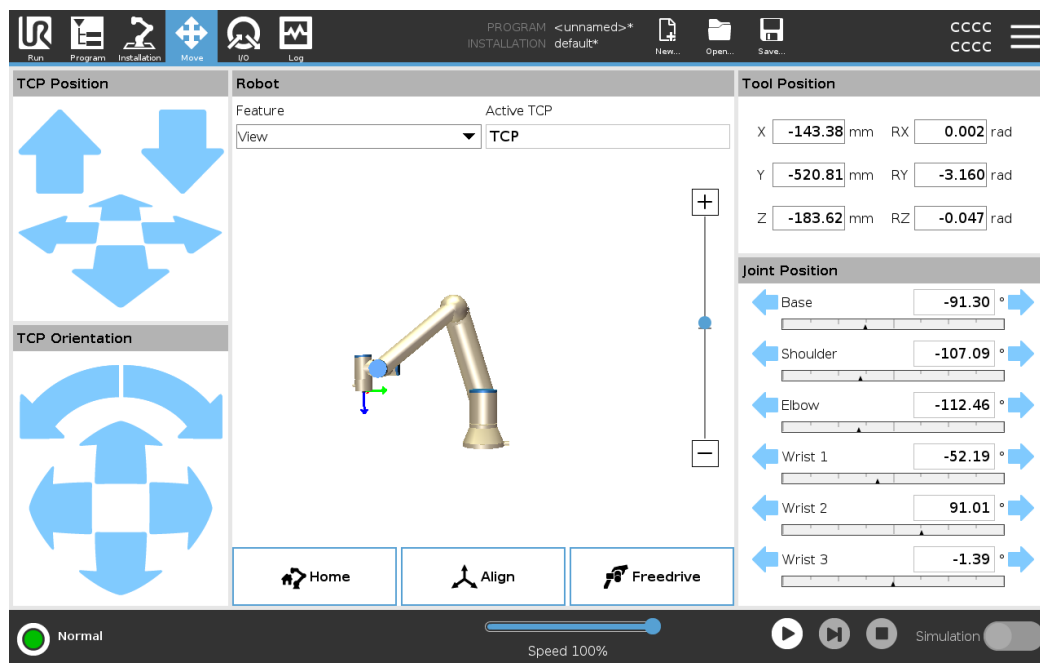 UR
Run
Program
Installation
Move
I/O
Log
PROGRAM <unnamed>*
INSTALLATION default*
New...
Open...
Save...
CCCC
CCCC
TCP Position
Robot
Tool Position
Feature
Active TCP
View
TCP
X -143.38 mm RX 0.002 rad
Y -520.81 mm RY -3.160 rad
Z -183.62 mm RZ -0.047 rad
Joint Position
Base -91.30 °
TCP Orientation
Shoulder -107.09 °
Elbow -112.46 °
Wrist 1 -52.19 °
Wrist 2 91.01 °
Wrist 3 -1.39 °
Home
Align
Freedrive
Normal
Speed 100%
Simulation